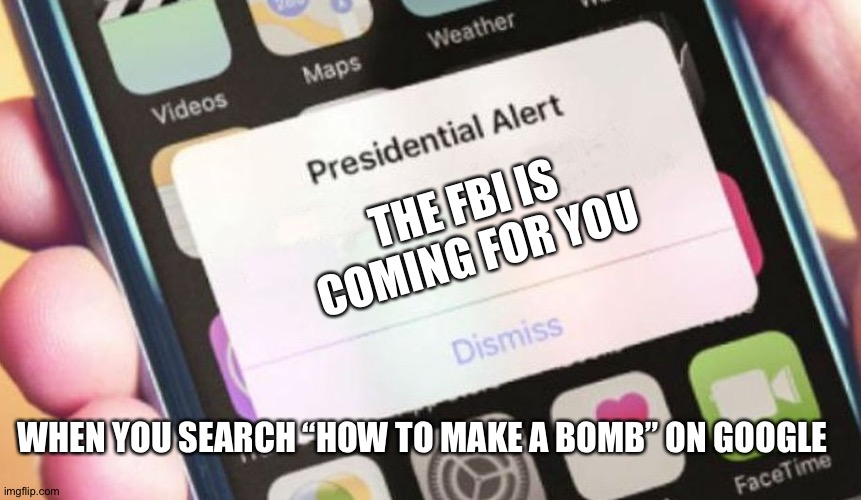 Weather
Maps
Videos
Presidential Alert
THE FBI IS
COMING FOR YOU
Dismiss
WHEN YOU SEARCH “HOW TO MAKE A BOMB” ON GOOGLE
FaceTime
imgflip.com